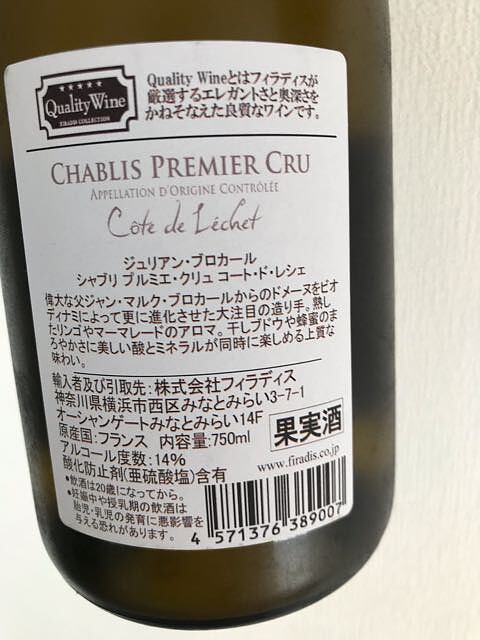 Quality Wine
FIRADIS COLLECTION
Quality Wineとはフィラディスが
厳選するエレガントさと奥深さを
かねそなえた良質なワインです。
CHABLIS PREMIER CRU
APPELLATION D'ORIGINE CONTRÔLÉE
Côte de Léchet
ジュリアン・ブロカール
シャブリ プルミエ・クリュ コート・ド・レシェ
偉大な父ジャン・マルク・ブロカールからのドメーヌをビオ
ディナミによって更に進化させた大注目の造り手。熟し
たリンゴやマーマレードのアロマ。干しブドウや蜂蜜のま
ろやかさに美しい酸とミネラルが同時に楽しめる上質な
味わい。
輸入者及び引取先：株式会社フィラディス
神奈川県横浜市西区みなとみらい3-7-1
オーシャンゲートみなとみらい14F
原産国：フランス 内容量：750ml
アルコール度数：14%
酸化防止剤(亜硫酸塩)含有
果実酒
www.firadis.co.jp
●飲酒は20歳になってから。
●妊娠中や授乳期の飲酒は
胎児・乳児の発育に悪影響を
与える恐れがあります。
4 571376 389007